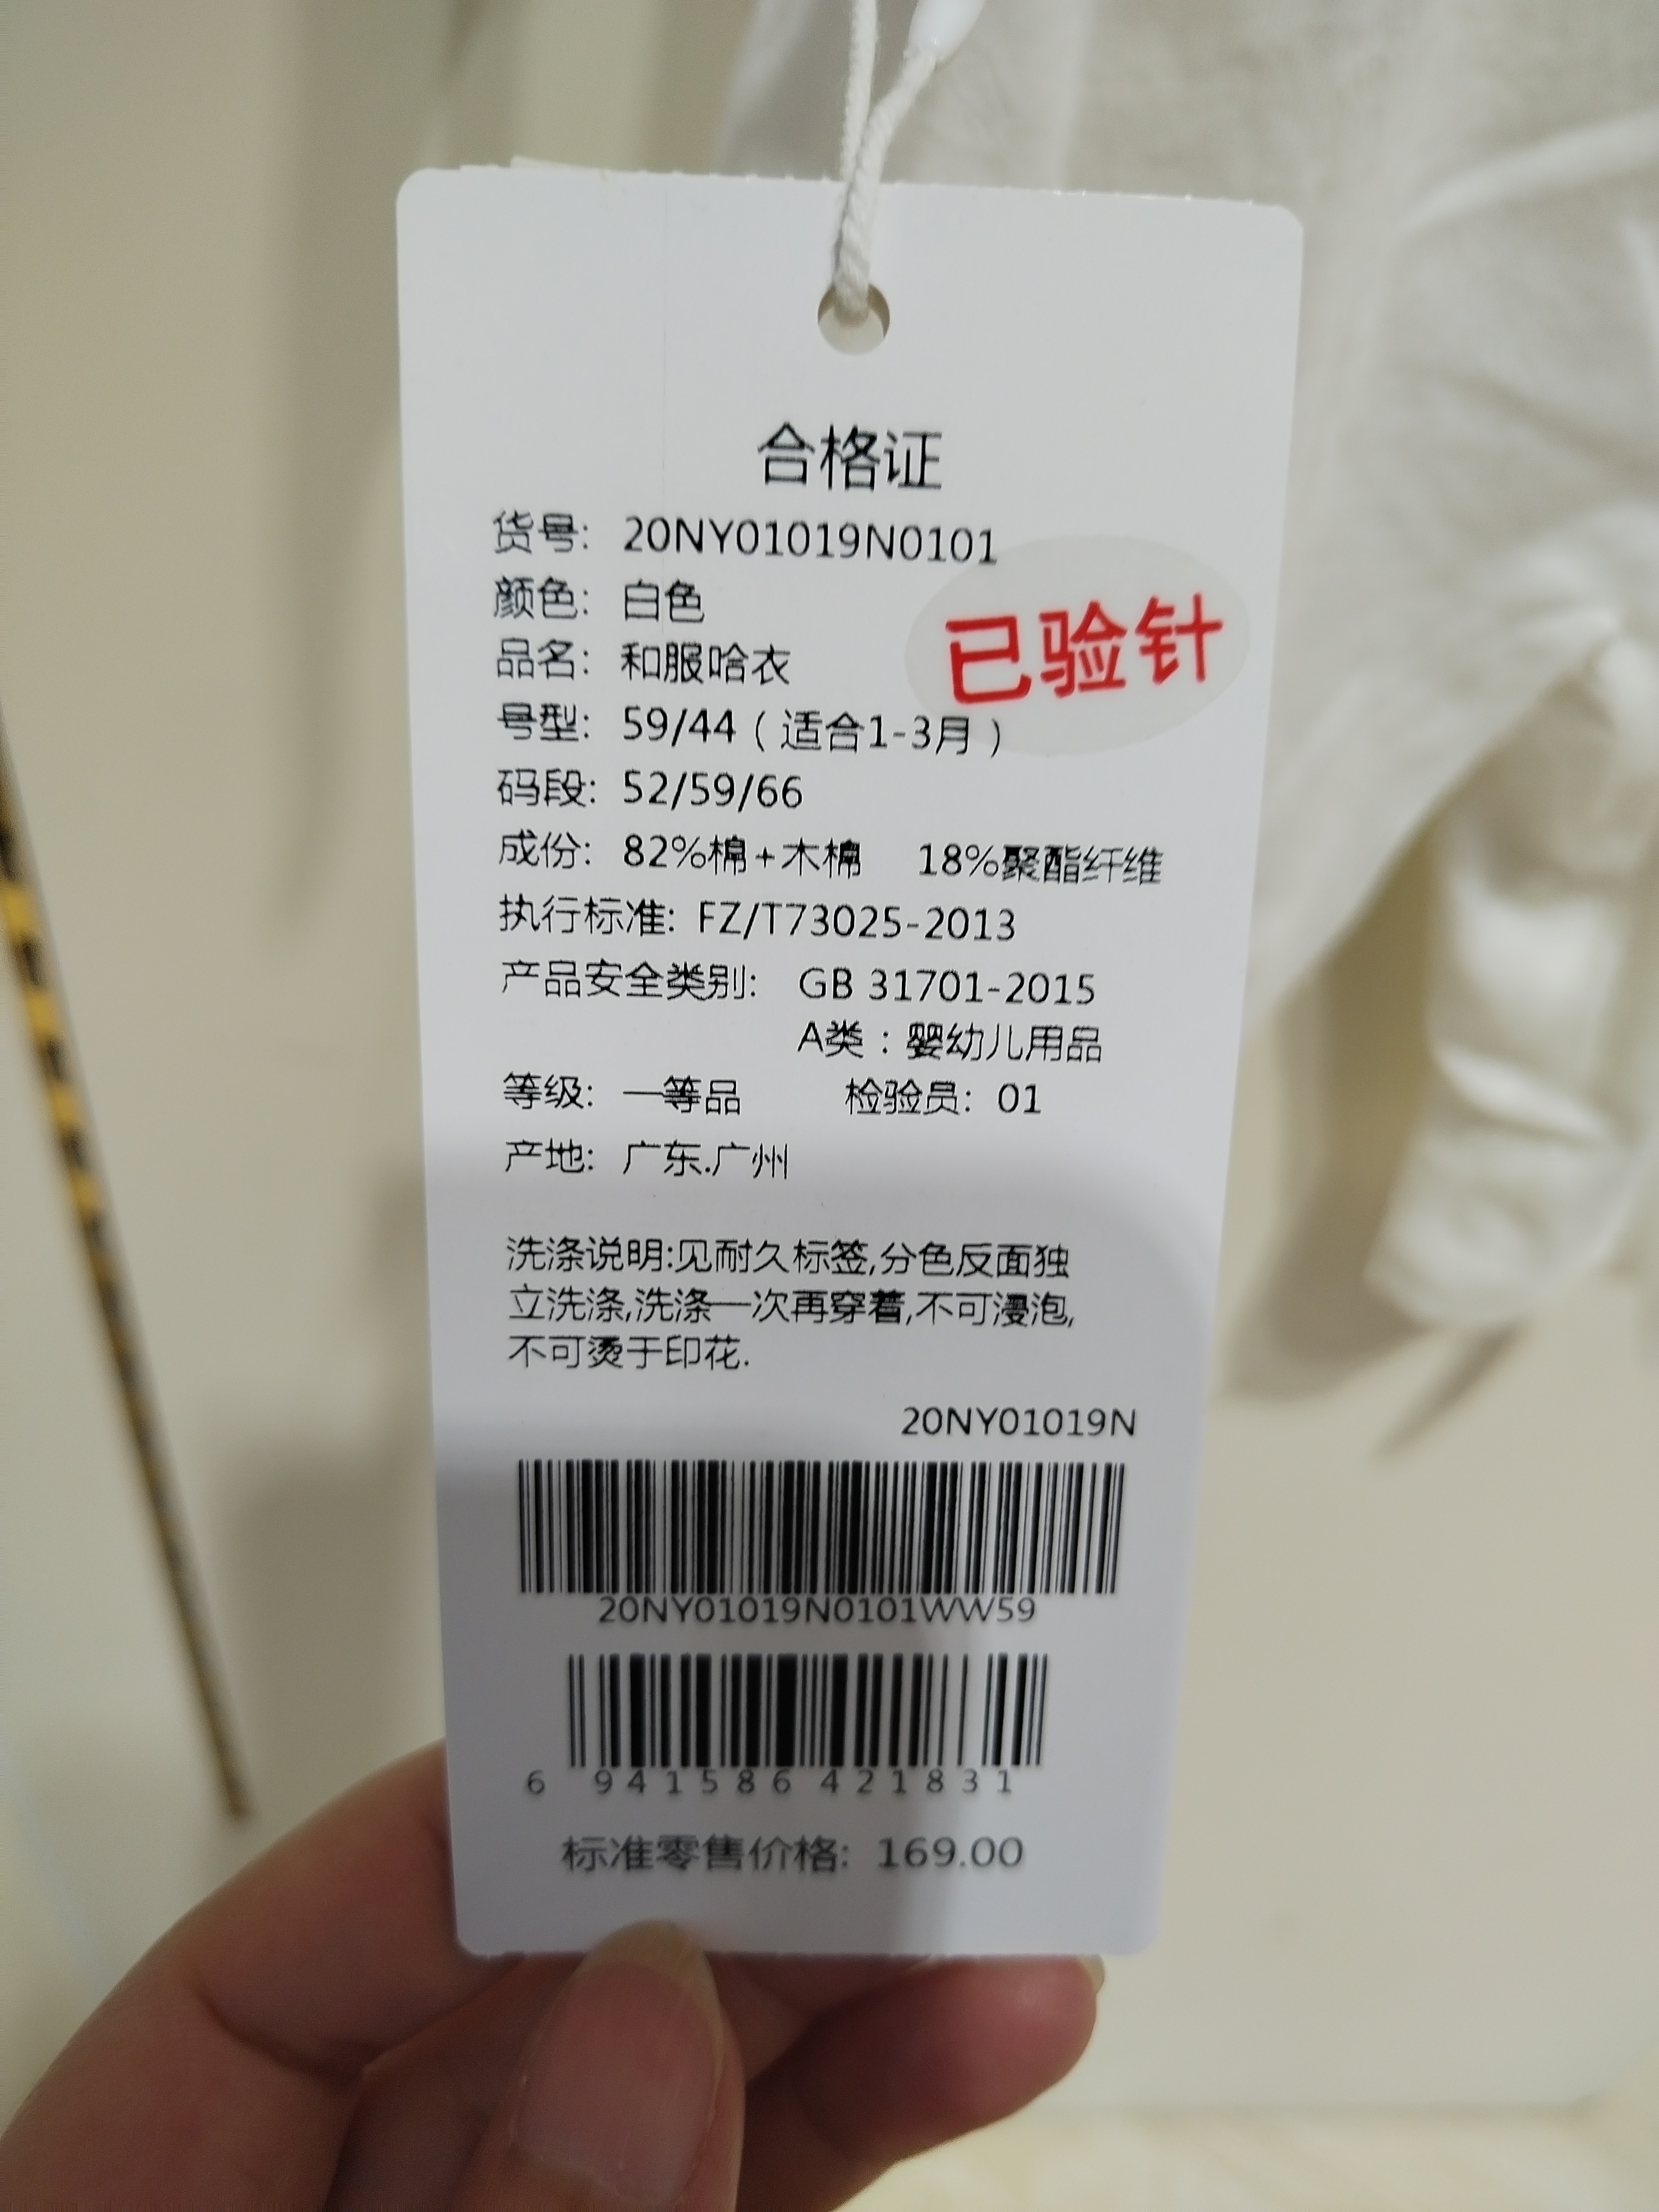 合格证
货号: 20NY01019N0101
颜色: 白色
已验针
品名: 和服哈衣
号型: 59/44（适合1-3月）
码段: 52/59/66
成份: 82%棉+木棉 18%聚酯纤维
执行标准: FZ/T73025-2013
产品安全类别: GB 31701-2015
A类：婴幼儿用品
等级: 一等品 检验员: 01
产地: 广东.广州
洗涤说明:见耐久标签,分色反面独
立洗涤,洗涤一次再穿着,不可浸泡,
不可烫于印花.
20NY01019N
20NY01019N0101WW59
6 941586 421831
标准零售价格: 169.00